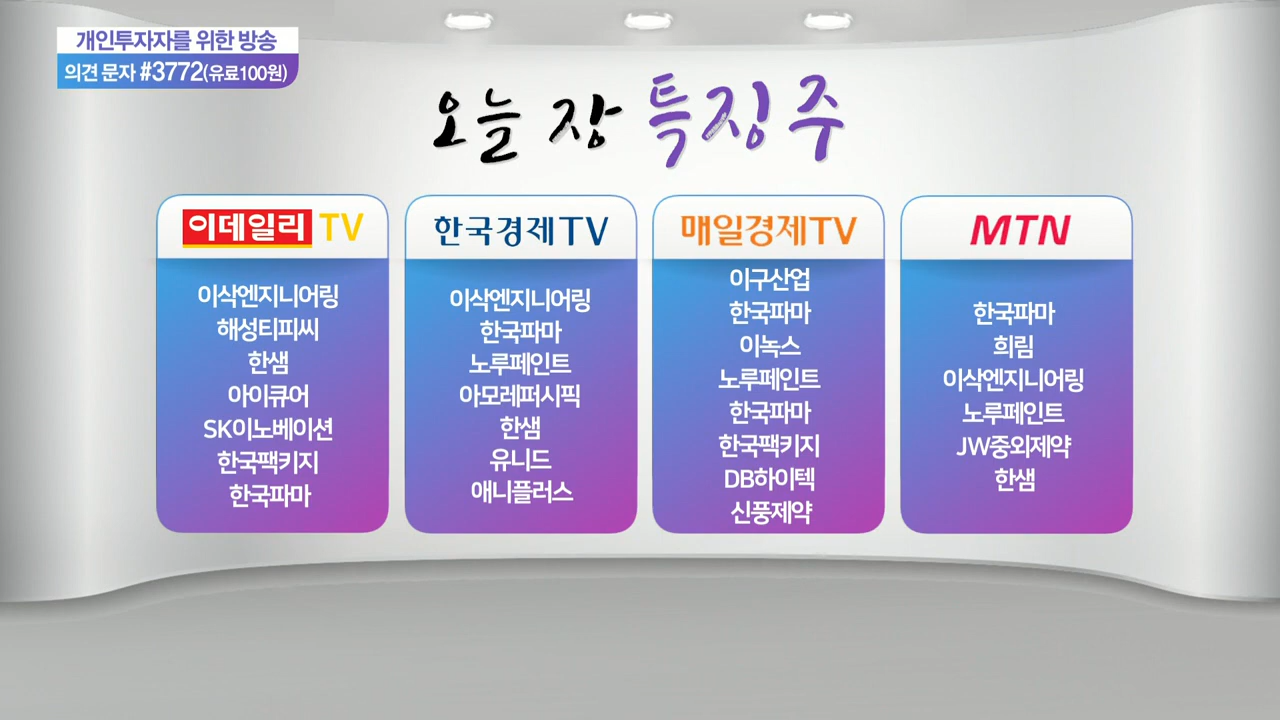 개인투자자를 위한 방송
의견 문자 #3772(유료100원)
오늘 장 특징주
이데일리 TV
이삭엔지니어링
해성티피씨
한샘
아이큐어
SK이노베이션
한국팩키지
한국파마
한국경제TV
이삭엔지니어링
한국파마
노루페인트
아모레퍼시픽
한샘
유니드
애니플러스
매일경제TV
이구산업
한국파마
이녹스
노루페인트
한국파마
한국팩키지
DB하이텍
신풍제약
MTN
한국파마
희림
이삭엔지니어링
노루페인트
JW중외제약
한샘